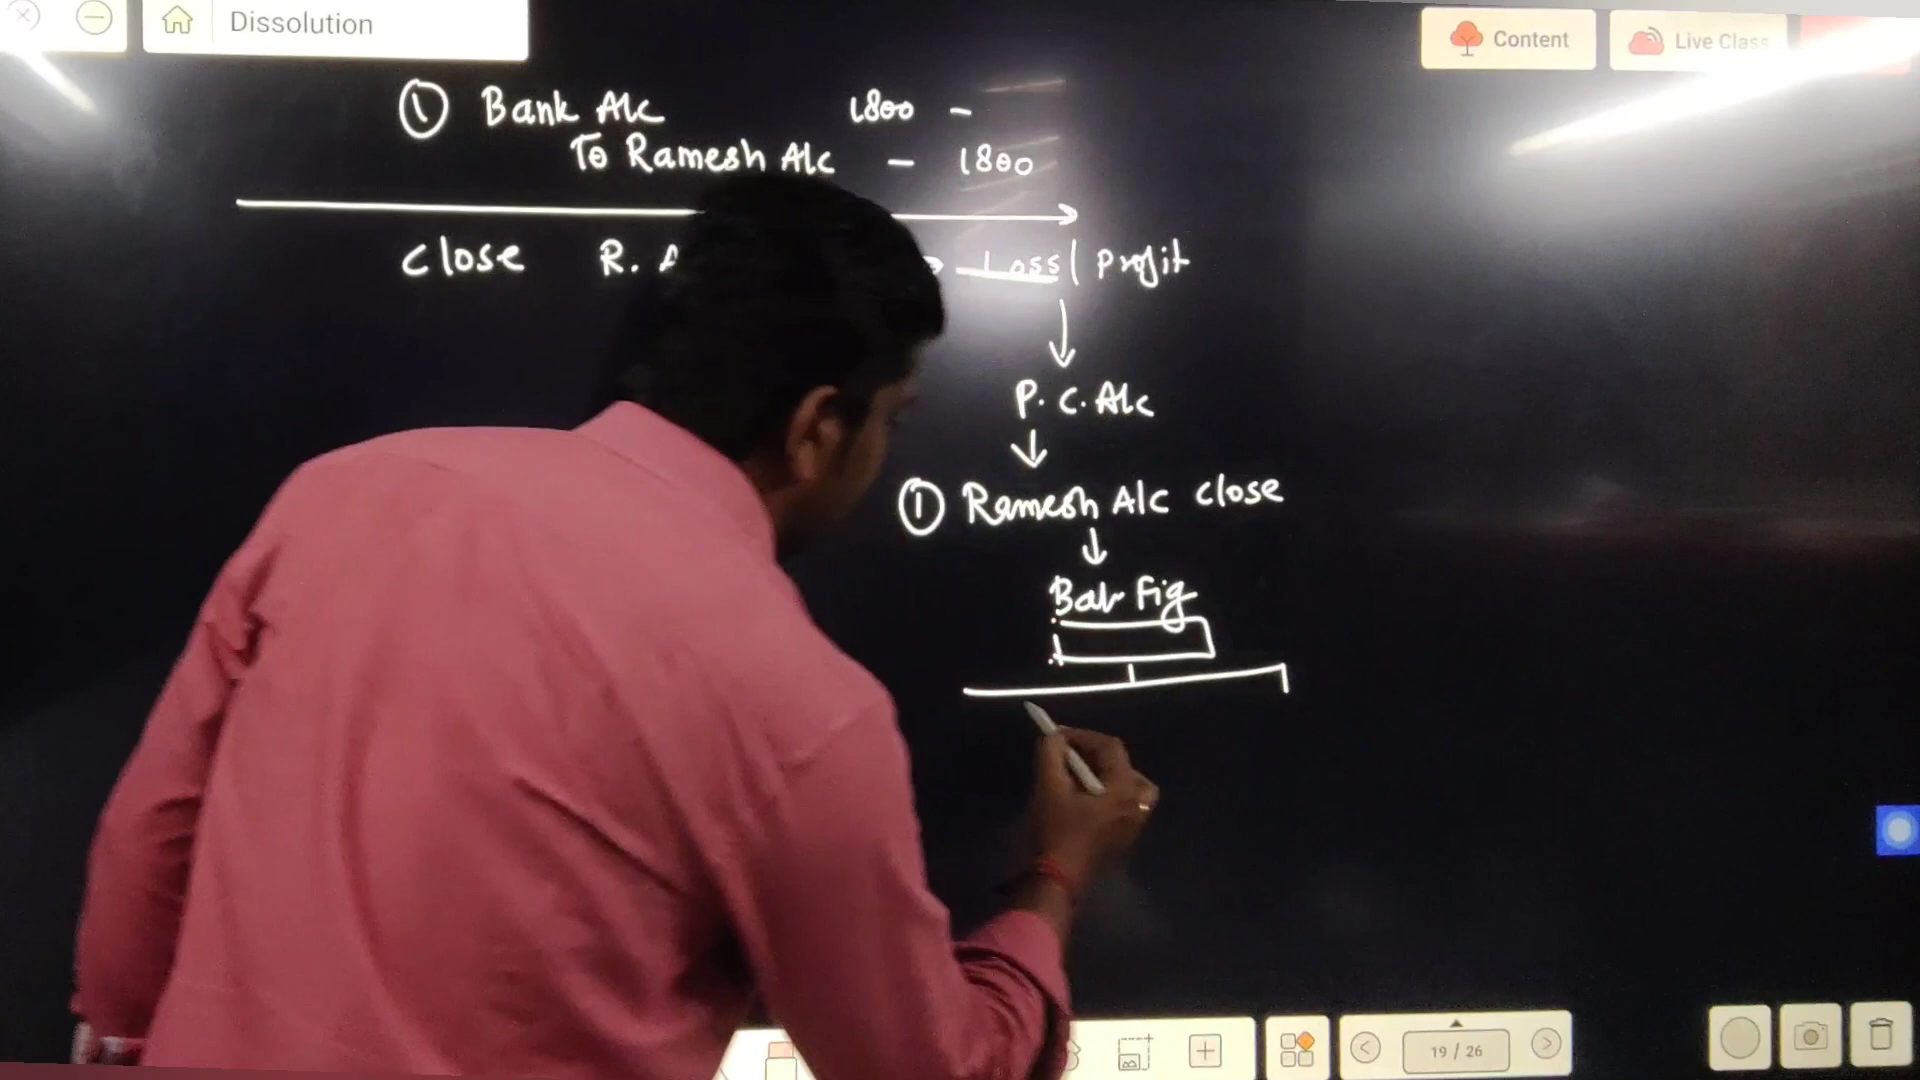 Dissolution
Content
Live Class
① Bank A/c 1800 -
To Ramesh A/c - 1800
close R. Loss | Profit
P. C. A/c
① Ramesh A/c close
Bal Fig
19 / 26